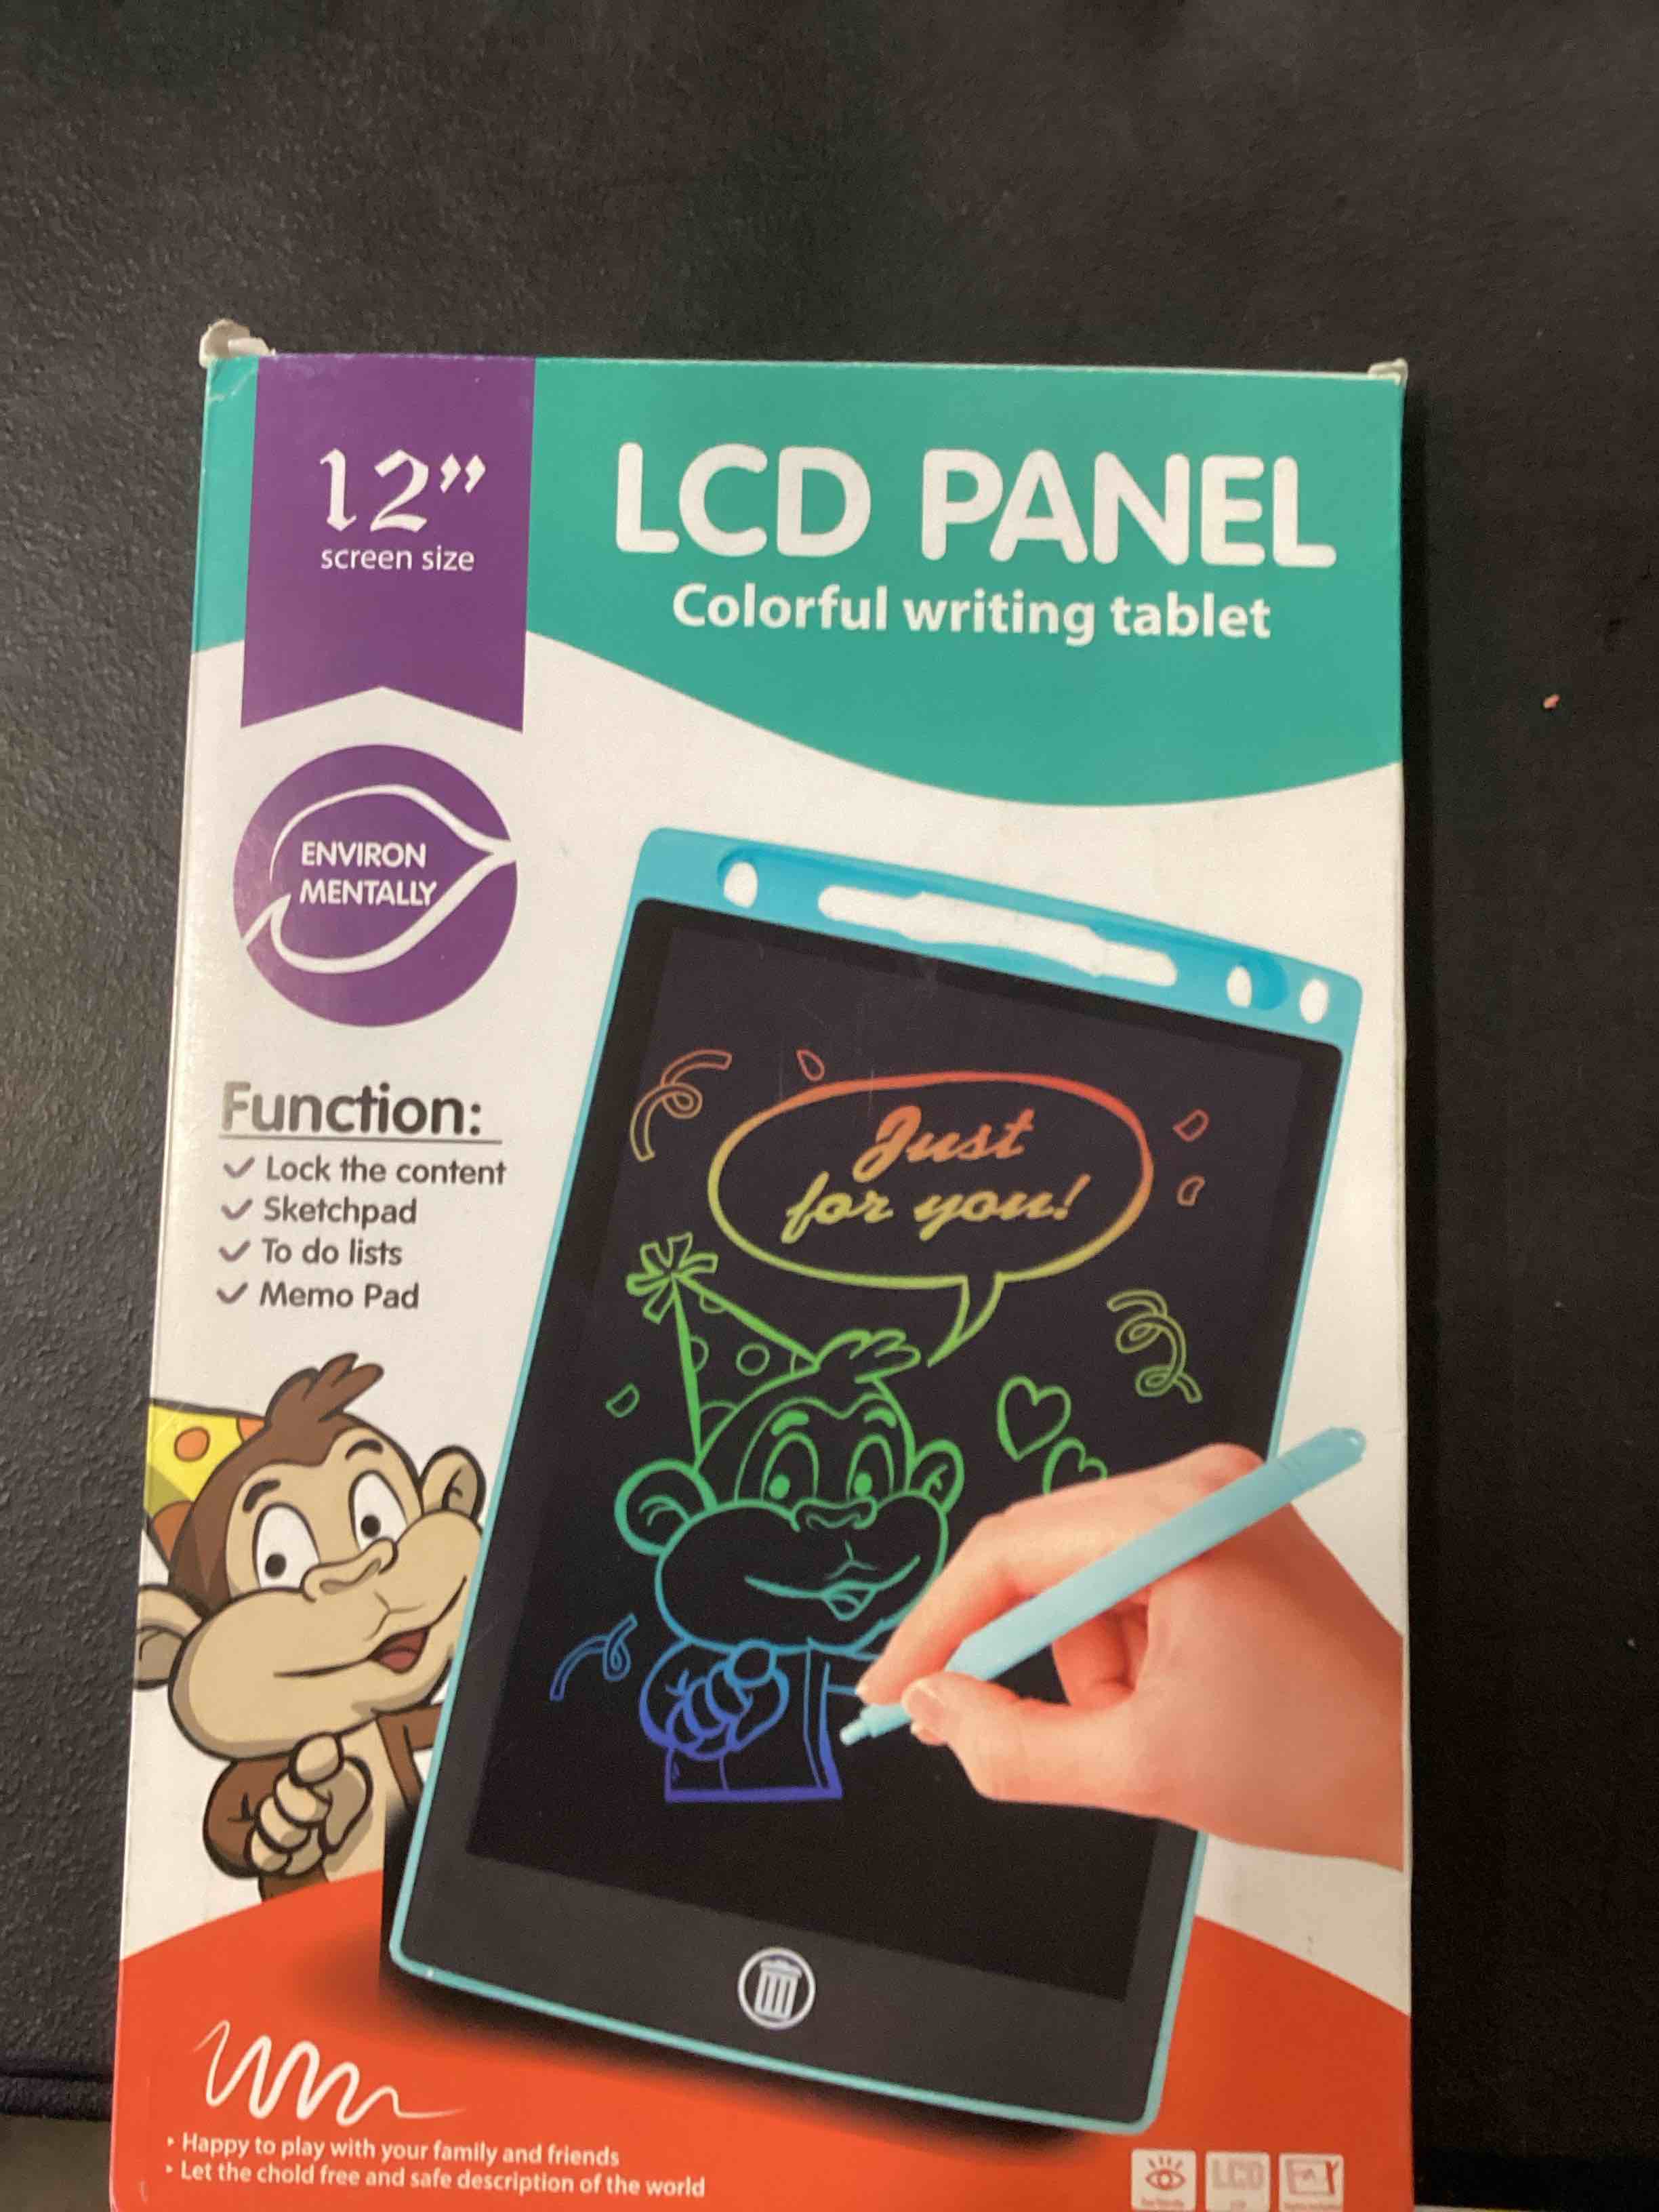 12”
screen size
LCD PANEL
Colorful writing tablet
ENVIRON
MENTALLY
Function:
Lock the content
Sketchpad
To do lists
Memo Pad
Just
for you!
Happy to play with your family and friends
Let the chold free and safe description of the world
LCD